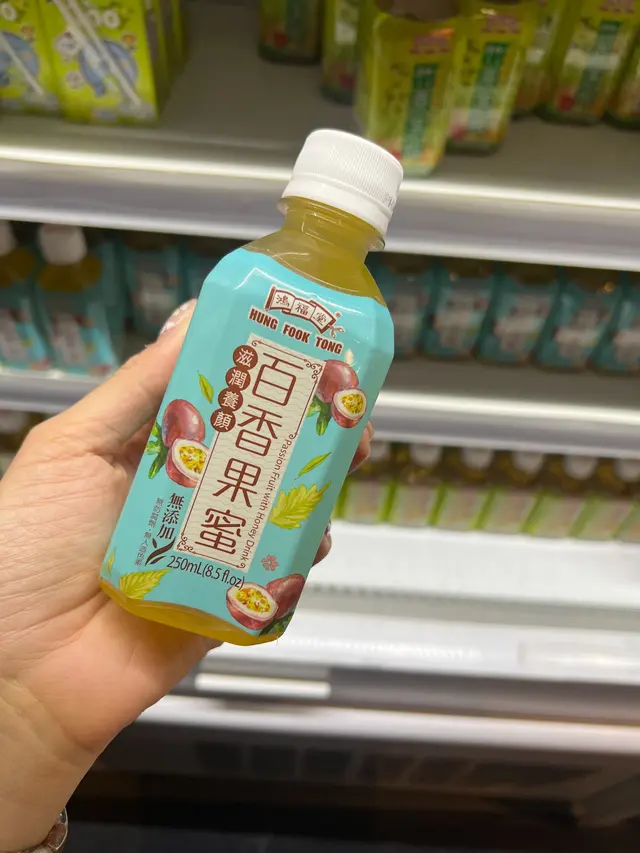 鴻福堂
HUNG FOOK TONG
滋潤養顏
百香果蜜
Passion Fruit with Honey Drink
無添加
250mL(8.5 fl.oz)